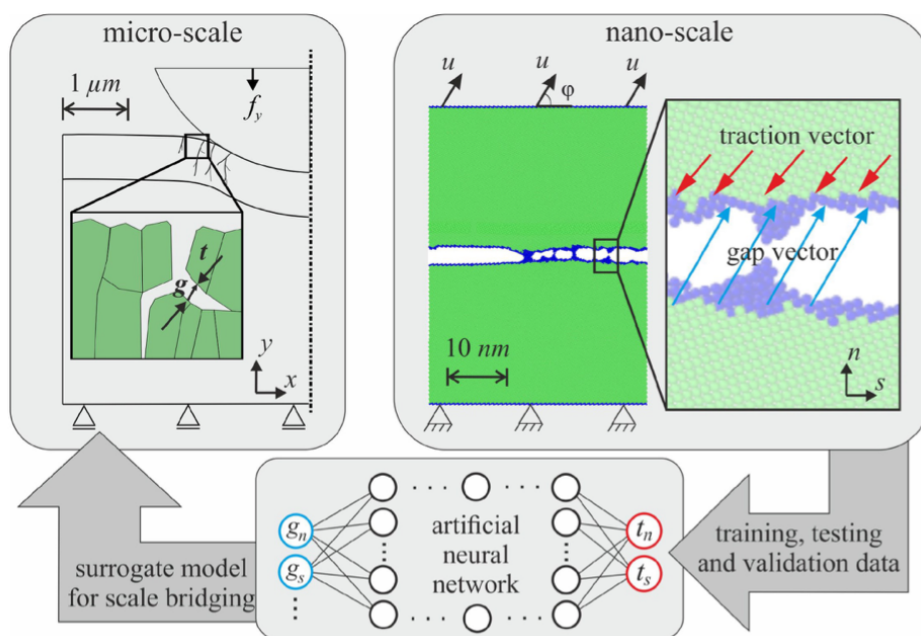 micro-scale
1 µm
f_y
t
g
y
x
nano-scale
u
u
u
φ
10 nm
traction vector
gap vector
n
s
g_n
g_s
artificial
neural
network
t_n
t_s
training, testing
and validation data
surrogate model
for scale bridging